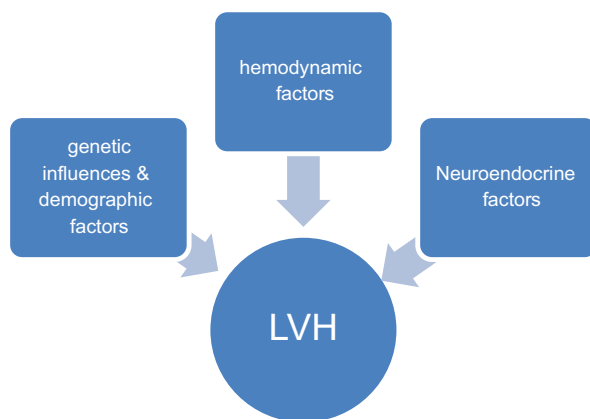 hemodynamic
factors
genetic
influences &
demographic
factors
Neuroendocrine
factors
LVH